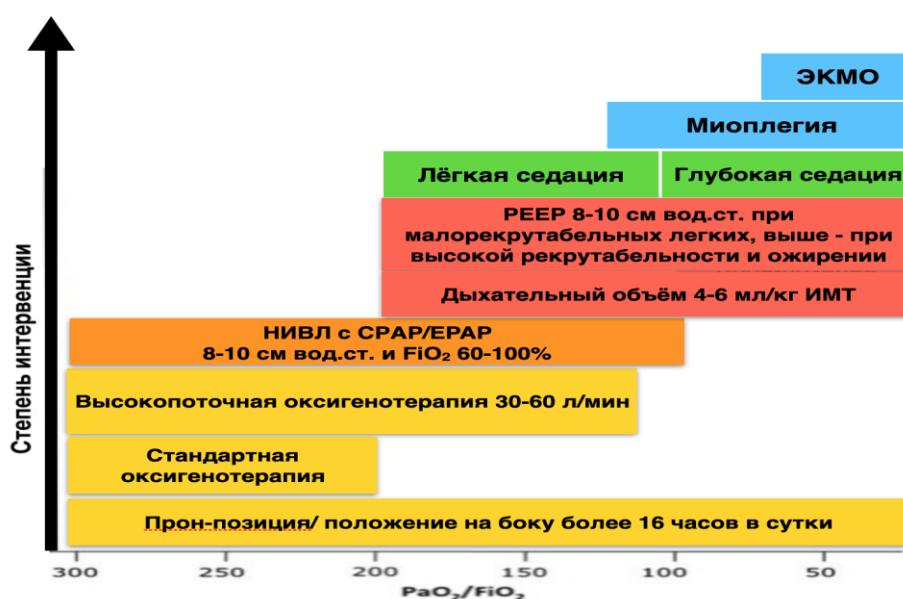 ЭКМО
Миоплегия
Лёгкая седация
Глубокая седация
PEEP 8-10 см вод.ст. при
малорекрутабельных легких, выше - при
высокой рекрутабельности и ожирении
Дыхательный объём 4-6 мл/кг ИМТ
НИВЛ с CPAP/EPAP
8-10 см вод.ст. и FiO₂ 60-100%
Высокопоточная оксигенотерапия 30-60 л/мин
Стандартная
оксигенотерапия
Прон-позиция/ положение на боку более 16 часов в сутки
Степень интервенции
300 250 200 150 100 50
PaO₂/FiO₂